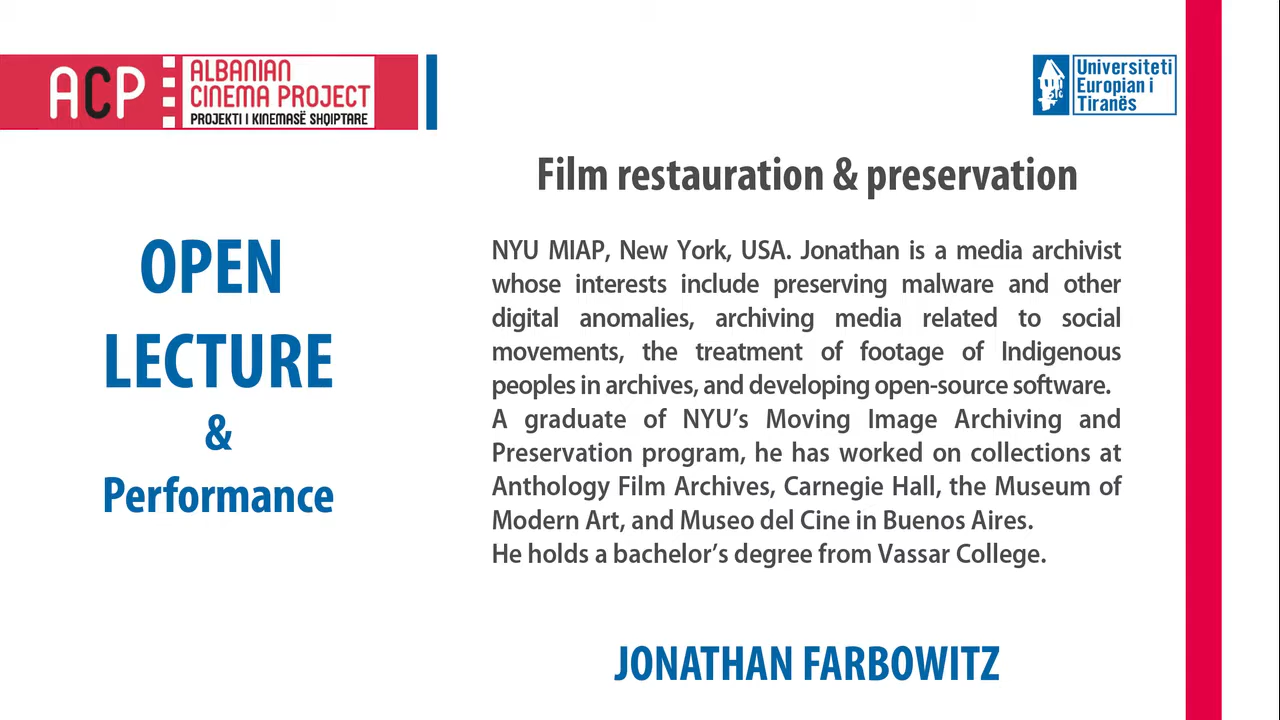 ACP
ALBANIAN
CINEMA PROJECT
PROJEKTI I KINEMASË SHQIPTARE
Universiteti
Europian i
Tiranës
OPEN
LECTURE
&
Performance
Film restauration & preservation
NYU MIAP, New York, USA. Jonathan is a media archivist
whose interests include preserving malware and other
digital anomalies, archiving media related to social
movements, the treatment of footage of Indigenous
peoples in archives, and developing open-source software.
A graduate of NYU’s Moving Image Archiving and
Preservation program, he has worked on collections at
Anthology Film Archives, Carnegie Hall, the Museum of
Modern Art, and Museo del Cine in Buenos Aires.
He holds a bachelor’s degree from Vassar College.
JONATHAN FARBOWITZ